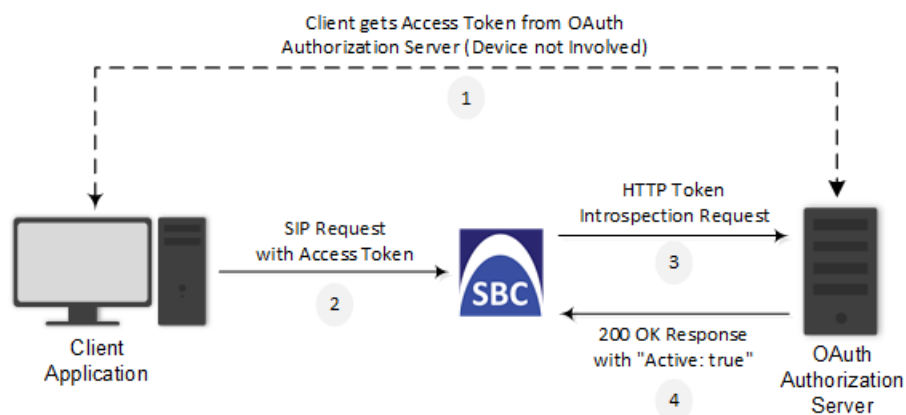 Client gets Access Token from OAuth
Authorization Server (Device not Involved)
1
HTTP Token
Introspection Request
3
SIP Request
with Access Token
2
SBC
200 OK Response
with "Active: true"
4
Client
Application
OAuth
Authorization
Server